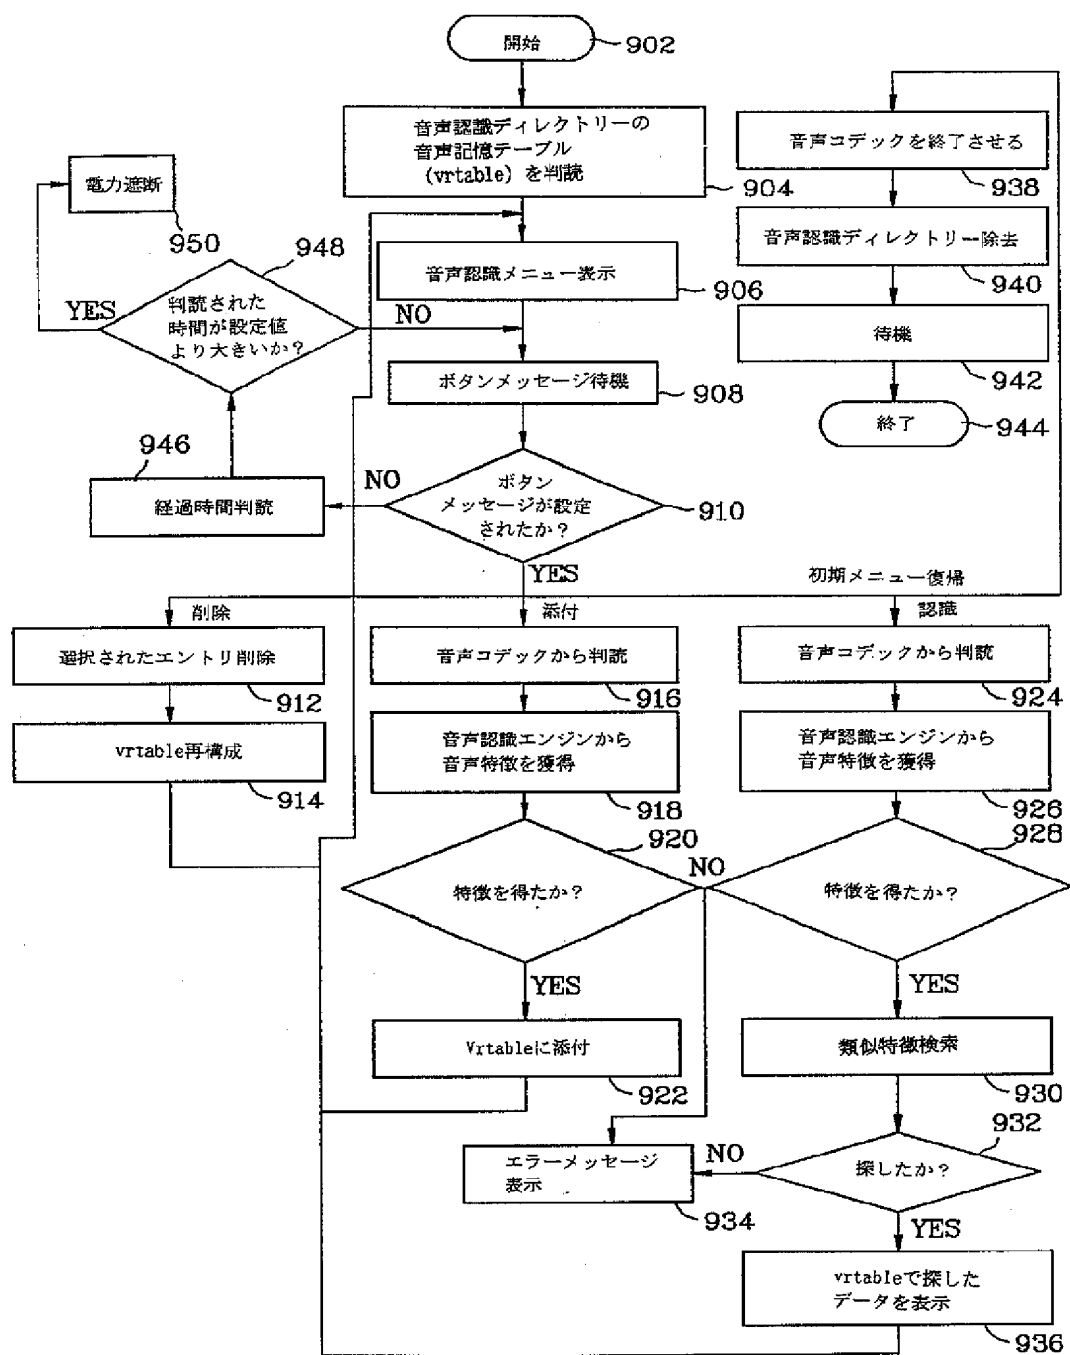 開始
902
音声認識ディレクトリーの
音声記憶テーブル
(vrtable) を判読
904
音声コデックを終了させる
938
電力遮断
950
音声認識ディレクトリー除去
940
948
判読された
時間が設定値
より大きいか？
YES
NO
音声認識メニュー表示
906
待機
942
ボタンメッセージ待機
908
終了
944
946
経過時間判読
NO
ボタン
メッセージが設定
されたか？
910
YES
初期メニュー復帰
削除
添付
認識
選択されたエントリ削除
912
音声コデックから判読
916
音声コデックから判読
924
vrtable再構成
914
音声認識エンジンから
音声特徴を獲得
918
音声認識エンジンから
音声特徴を獲得
926
920
928
特徴を得たか？
NO
特徴を得たか？
YES
YES
Vrtableに添付
922
類似特徴検索
930
932
エラーメッセージ
表示
934
NO
探したか？
YES
vrtableで探した
データを表示
936